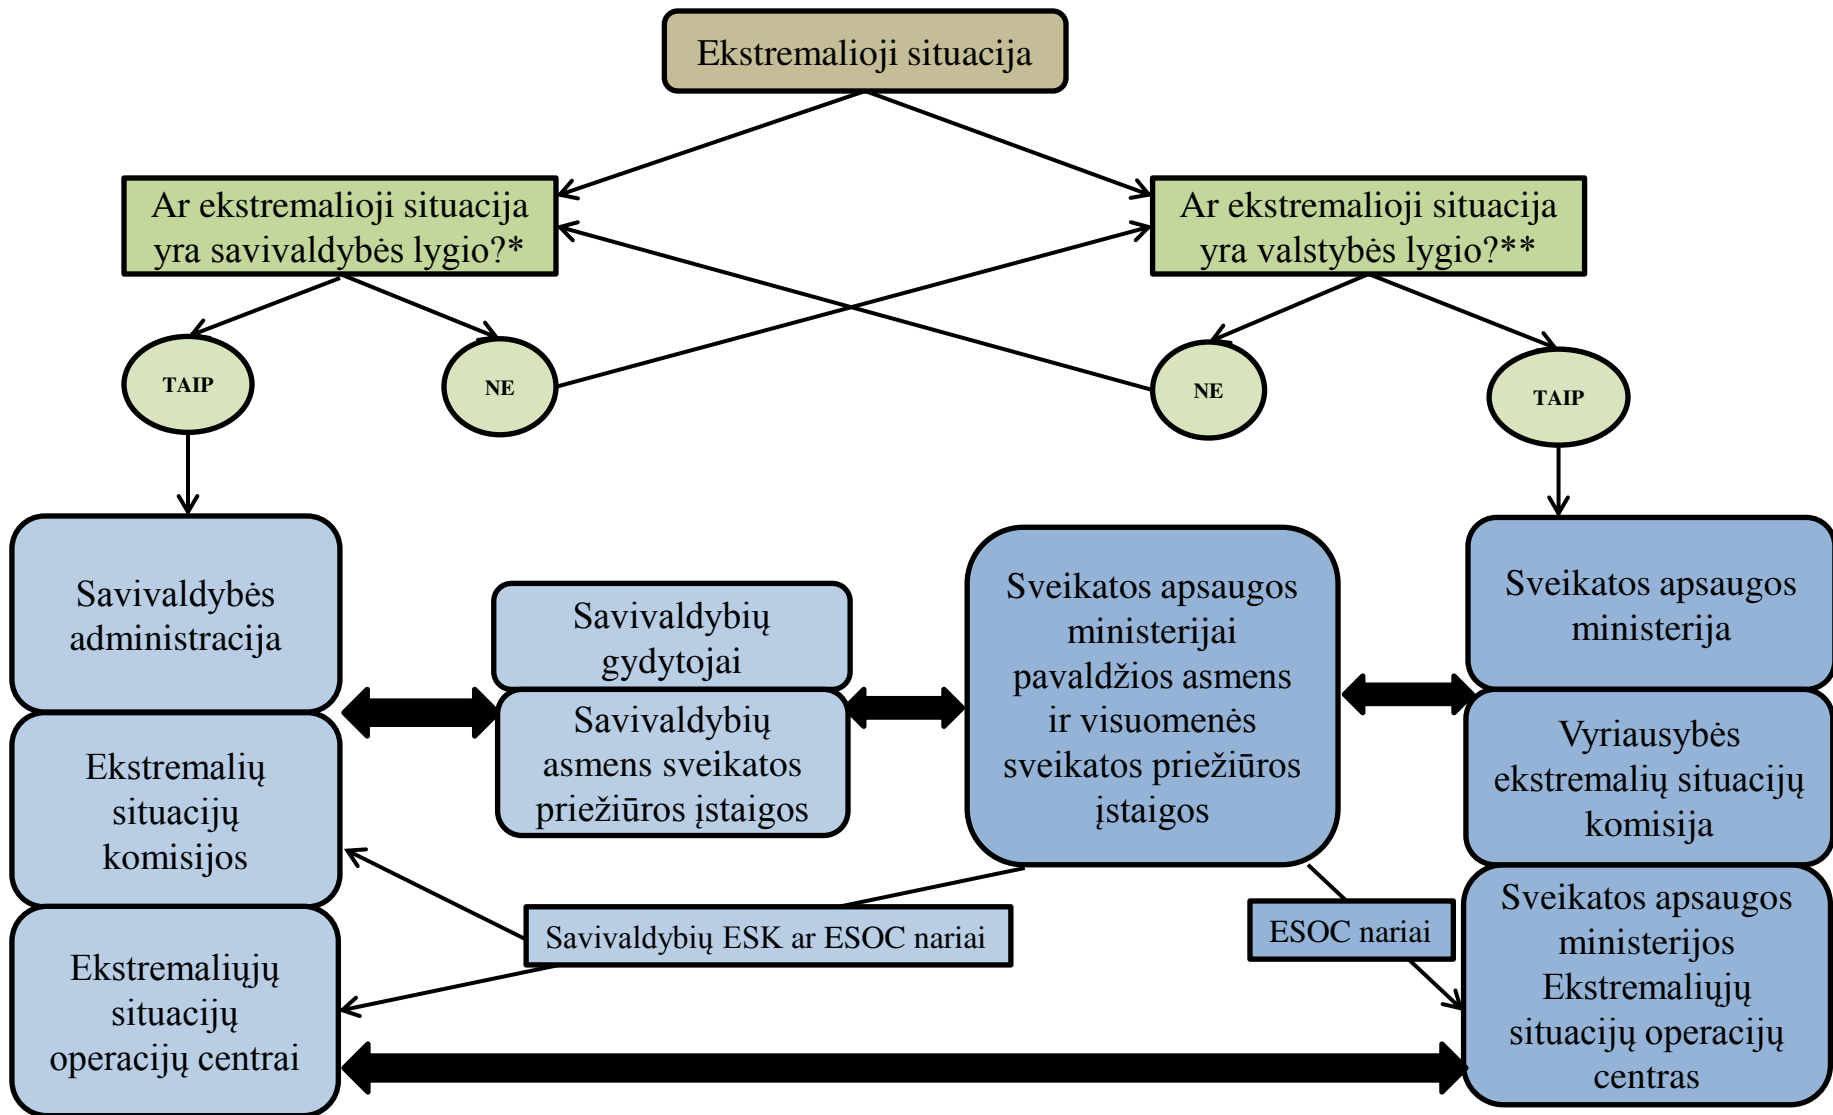 Ekstremalioji situacija
Ar ekstremalioji situacija
yra savivaldybės lygio?*
Ar ekstremalioji situacija
yra valstybės lygio?**
TAIP
NE
NE
TAIP
Savivaldybės
administracija
Ekstremalių
situacijų
komisijos
Ekstremaliųjų
situacijų
operacijų centrai
Savivaldybių
gydytojai
Savivaldybių
asmens sveikatos
priežiūros įstaigos
Sveikatos apsaugos
ministerijai
pavaldžios asmens
ir visuomenės
sveikatos priežiūros
įstaigos
Sveikatos apsaugos
ministerija
Vyriausybės
ekstremalių situacijų
komisija
Sveikatos apsaugos
ministerijos
Ekstremaliųjų
situacijų operacijų
centras
Savivaldybių ESK ar ESOC nariai
ESOC nariai